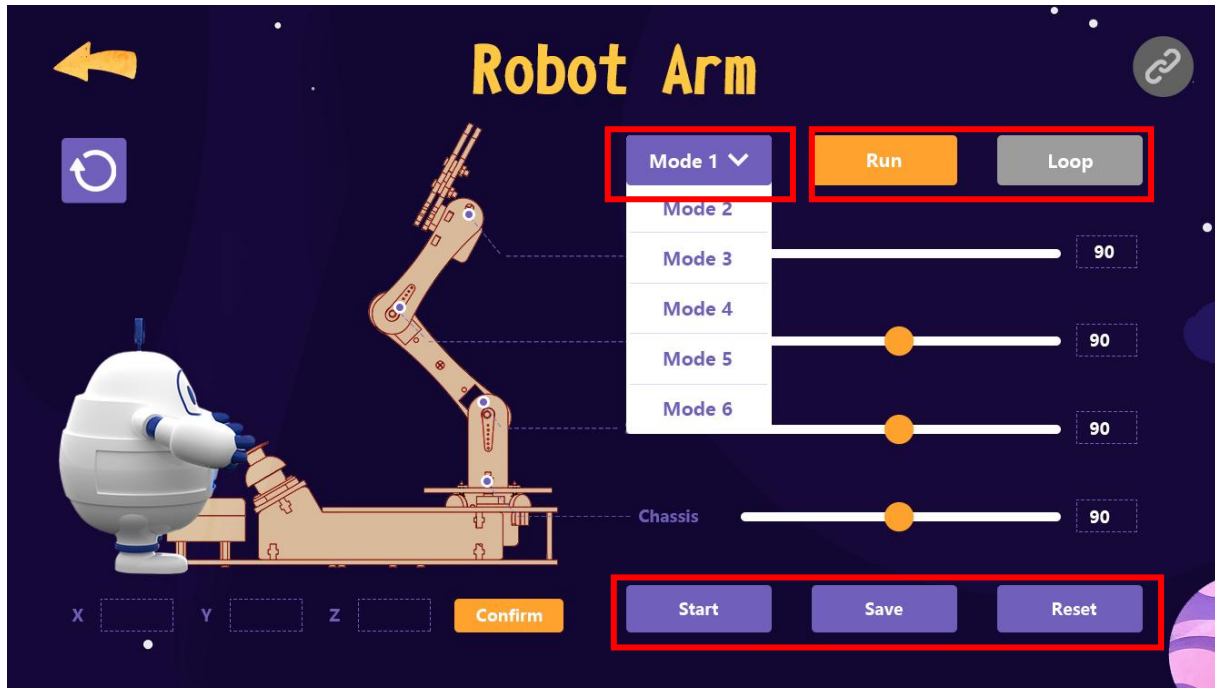 Robot Arm
Mode 1
Run
Loop
Mode 2
Mode 3
90
Mode 4
90
Mode 5
Mode 6
90
Chassis
90
X
Y
Z
Confirm
Start
Save
Reset